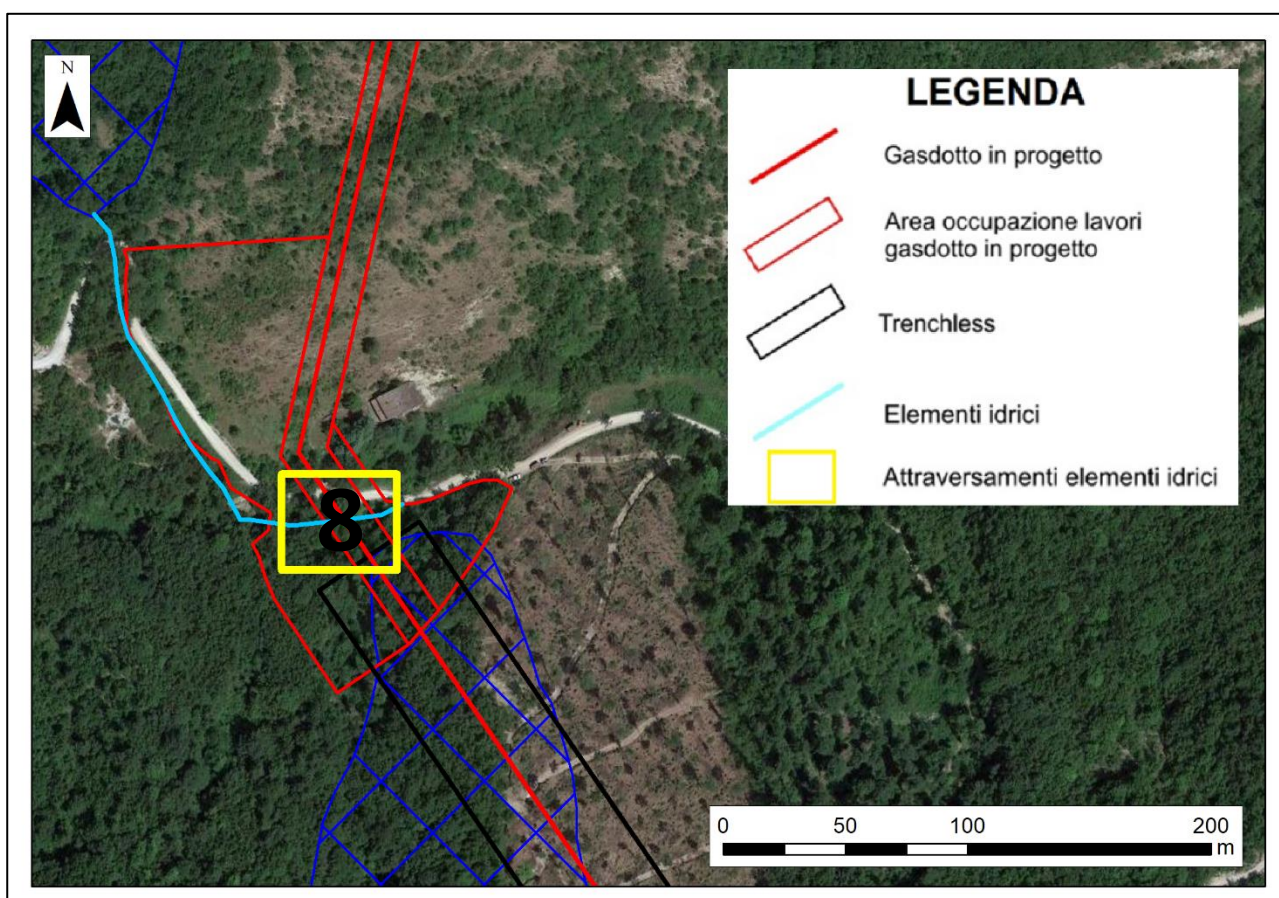 N
LEGENDA
Gasdotto in progetto
Area occupazione lavori
gasdotto in progetto
Trenchless
Elementi idrici
Attraversamenti elementi idrici
8
0 50 100 200
m